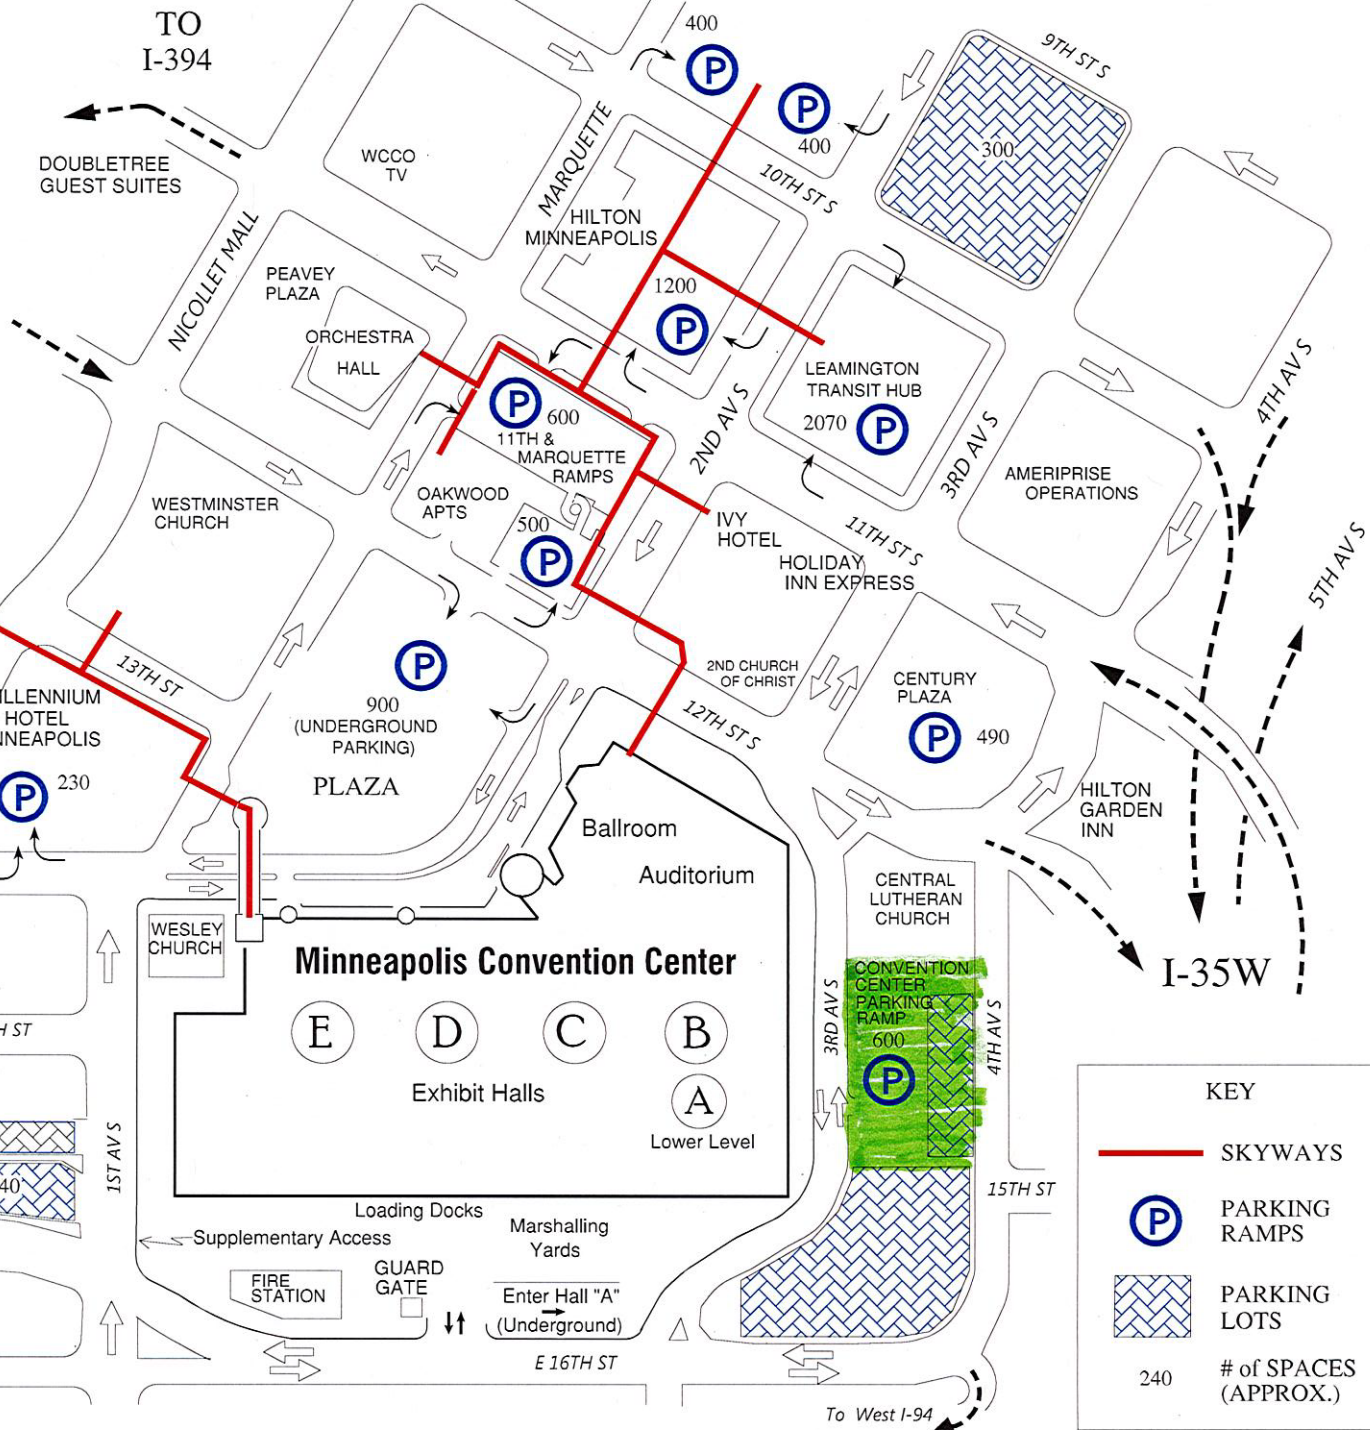 TO
I-394
400
P
P
400
9TH ST S
300
DOUBLETREE
GUEST SUITES
WCCO
TV
MARQUETTE
10TH ST S
HILTON
MINNEAPOLIS
NICOLLET MALL
PEAVEY
PLAZA
ORCHESTRA
HALL
1200
P
LEAMINGTON
TRANSIT HUB
2070
P
4TH AV S
P
600
11TH &
MARQUETTE
RAMPS
2ND AV S
3RD AV S
AMERIPRISE
OPERATIONS
WESTMINSTER
CHURCH
OAKWOOD
APTS
500
P
IVY
HOTEL
11TH ST S
HOLIDAY
INN EXPRESS
5TH AV S
13TH ST
P
900
(UNDERGROUND
PARKING)
PLAZA
2ND CHURCH
OF CHRIST
12TH ST S
CENTURY
PLAZA
P
490
ILLENNIUM
HOTEL
NNEAPOLIS
P
230
HILTON
GARDEN
INN
Ballroom
Auditorium
CENTRAL
LUTHERAN
CHURCH
WESLEY
CHURCH
Minneapolis Convention Center
I-35W
CONVENTION
CENTER
PARKING
RAMP
600
P
3RD AV S
4TH AV S
E
D
C
B
A
Exhibit Halls
Lower Level
H ST
1ST AV S
40
15TH ST
Loading Docks
Marshalling
Yards
Supplementary Access
GUARD
GATE
FIRE
STATION
Enter Hall "A"
(Underground)
E 16TH ST
To West I-94
KEY
SKYWAYS
P
PARKING
RAMPS
PARKING
LOTS
240
# of SPACES
(APPROX.)